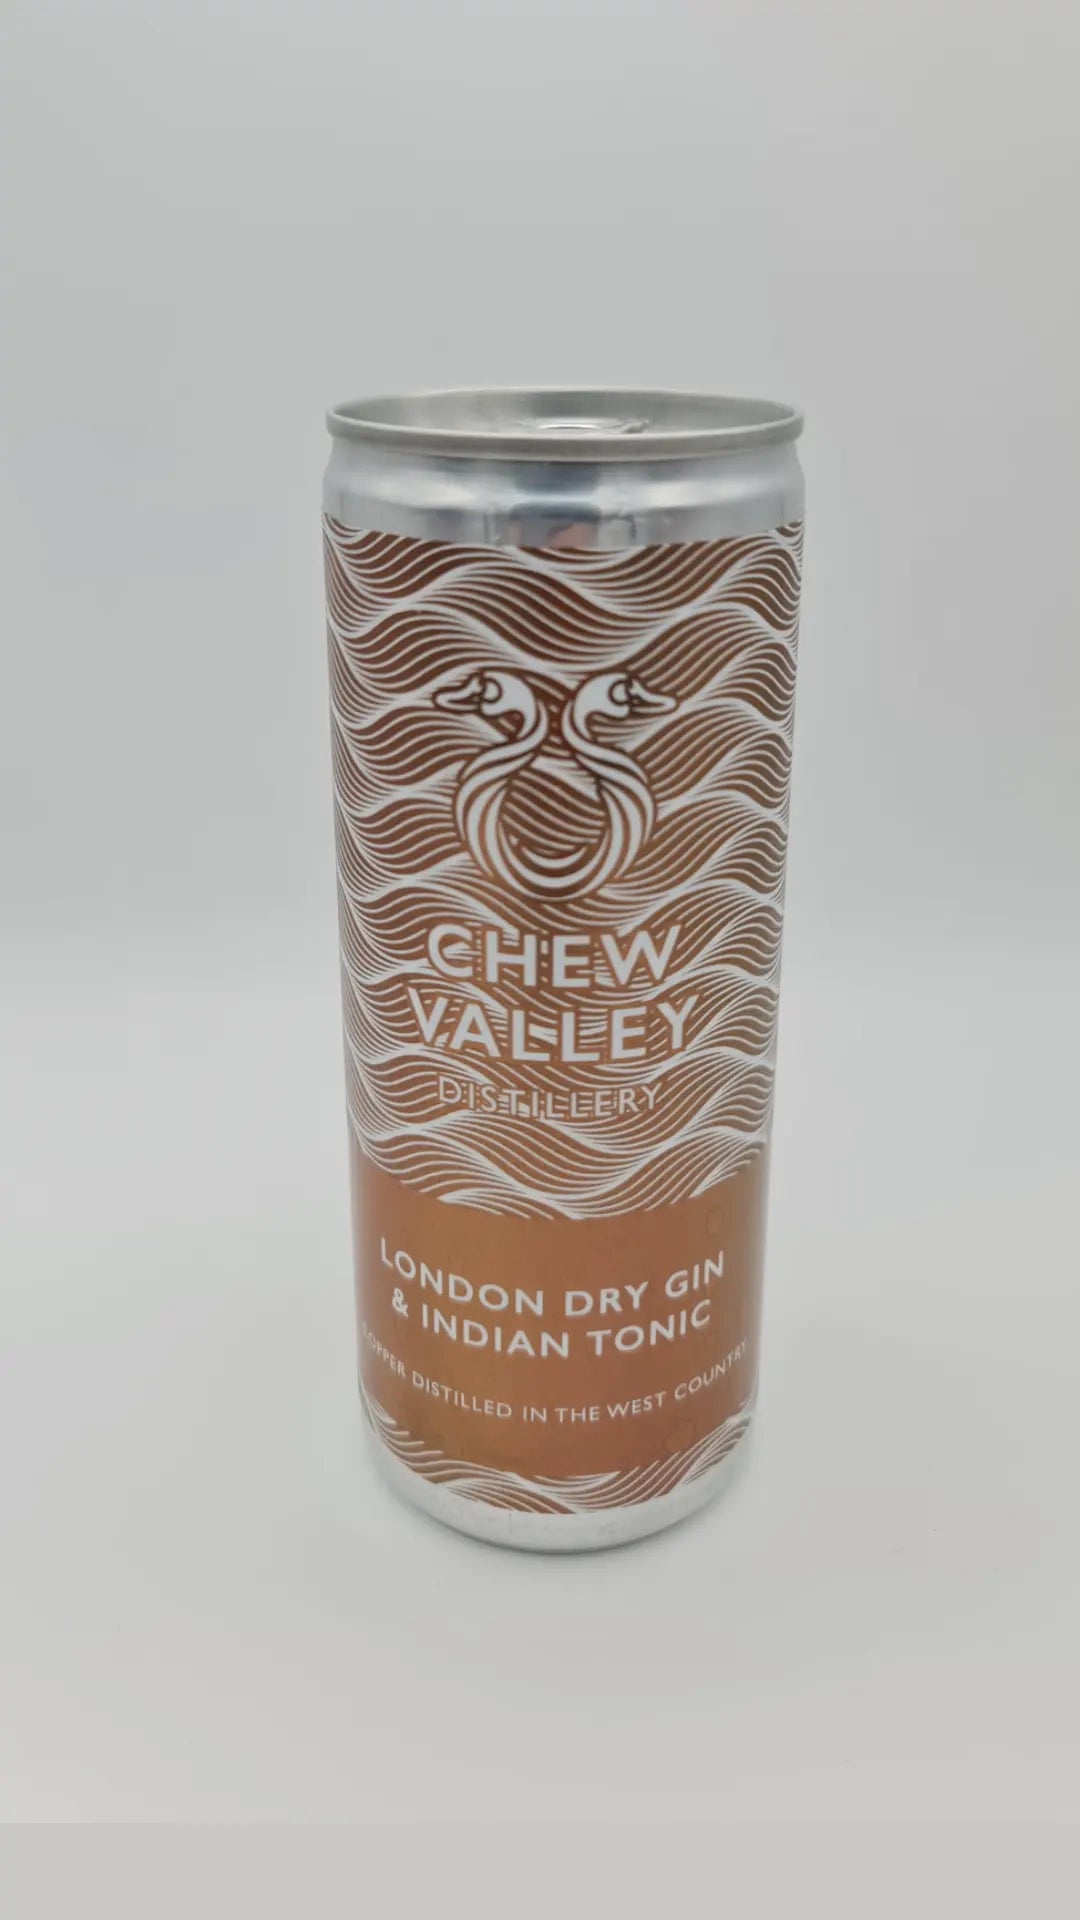 CHEW
VALLEY
DISTILLERY
LONDON DRY GIN
& INDIAN TONIC
COPPER DISTILLED IN THE WEST COUNTRY